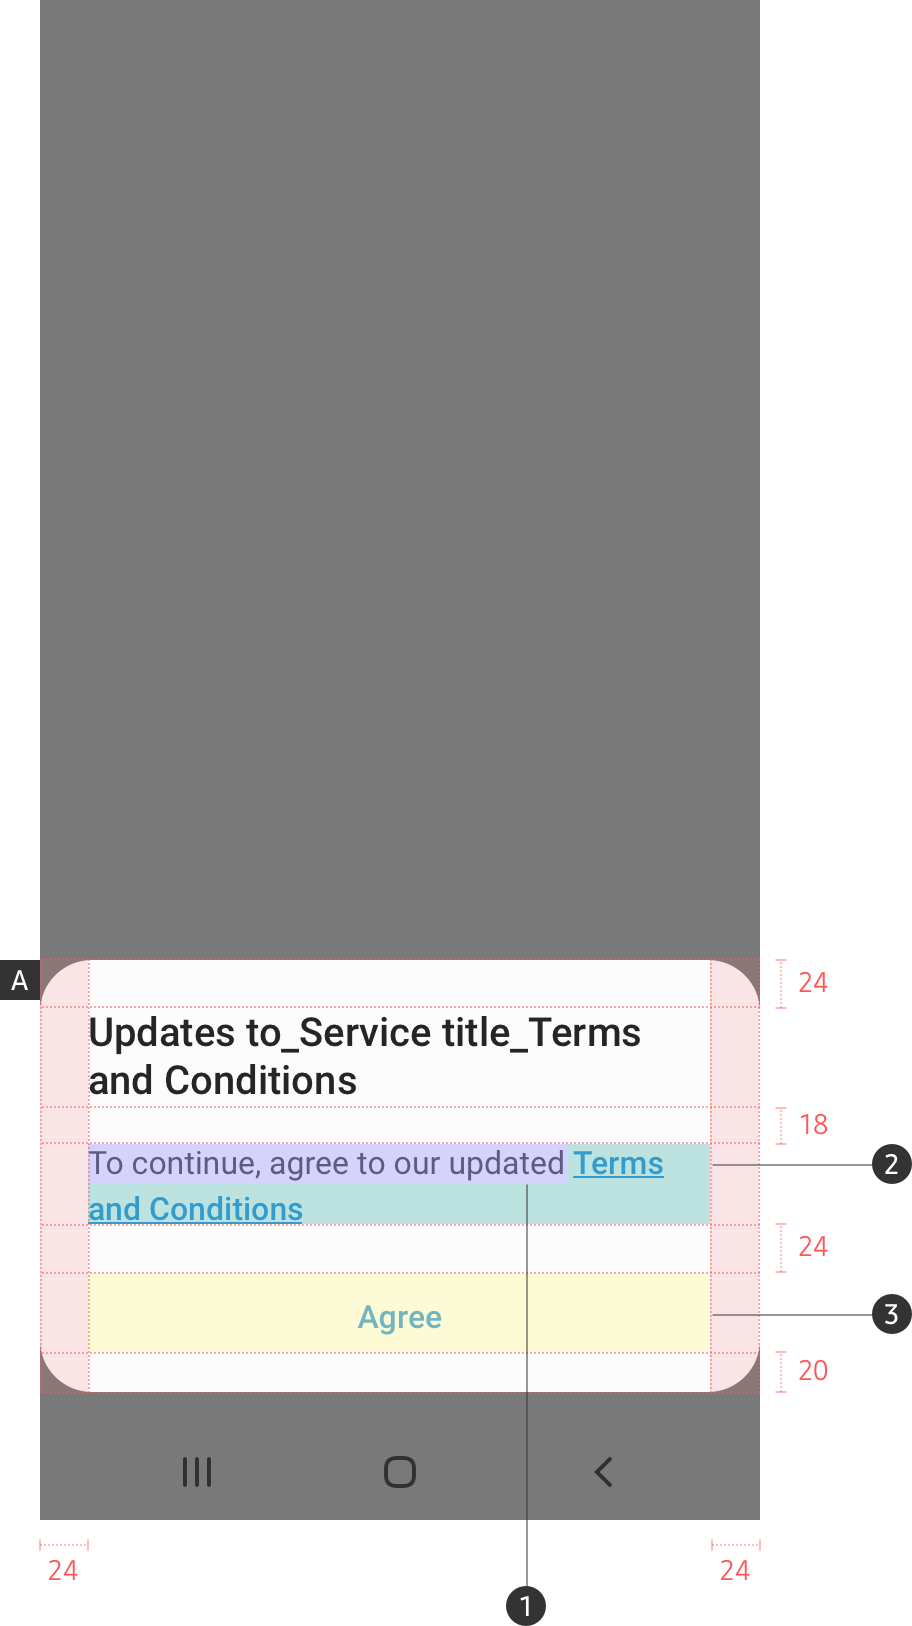 A
24
Updates to_Service title_Terms
and Conditions
18
To continue, agree to our updated Terms
2
and Conditions
24
Agree
3
20
24
24
1